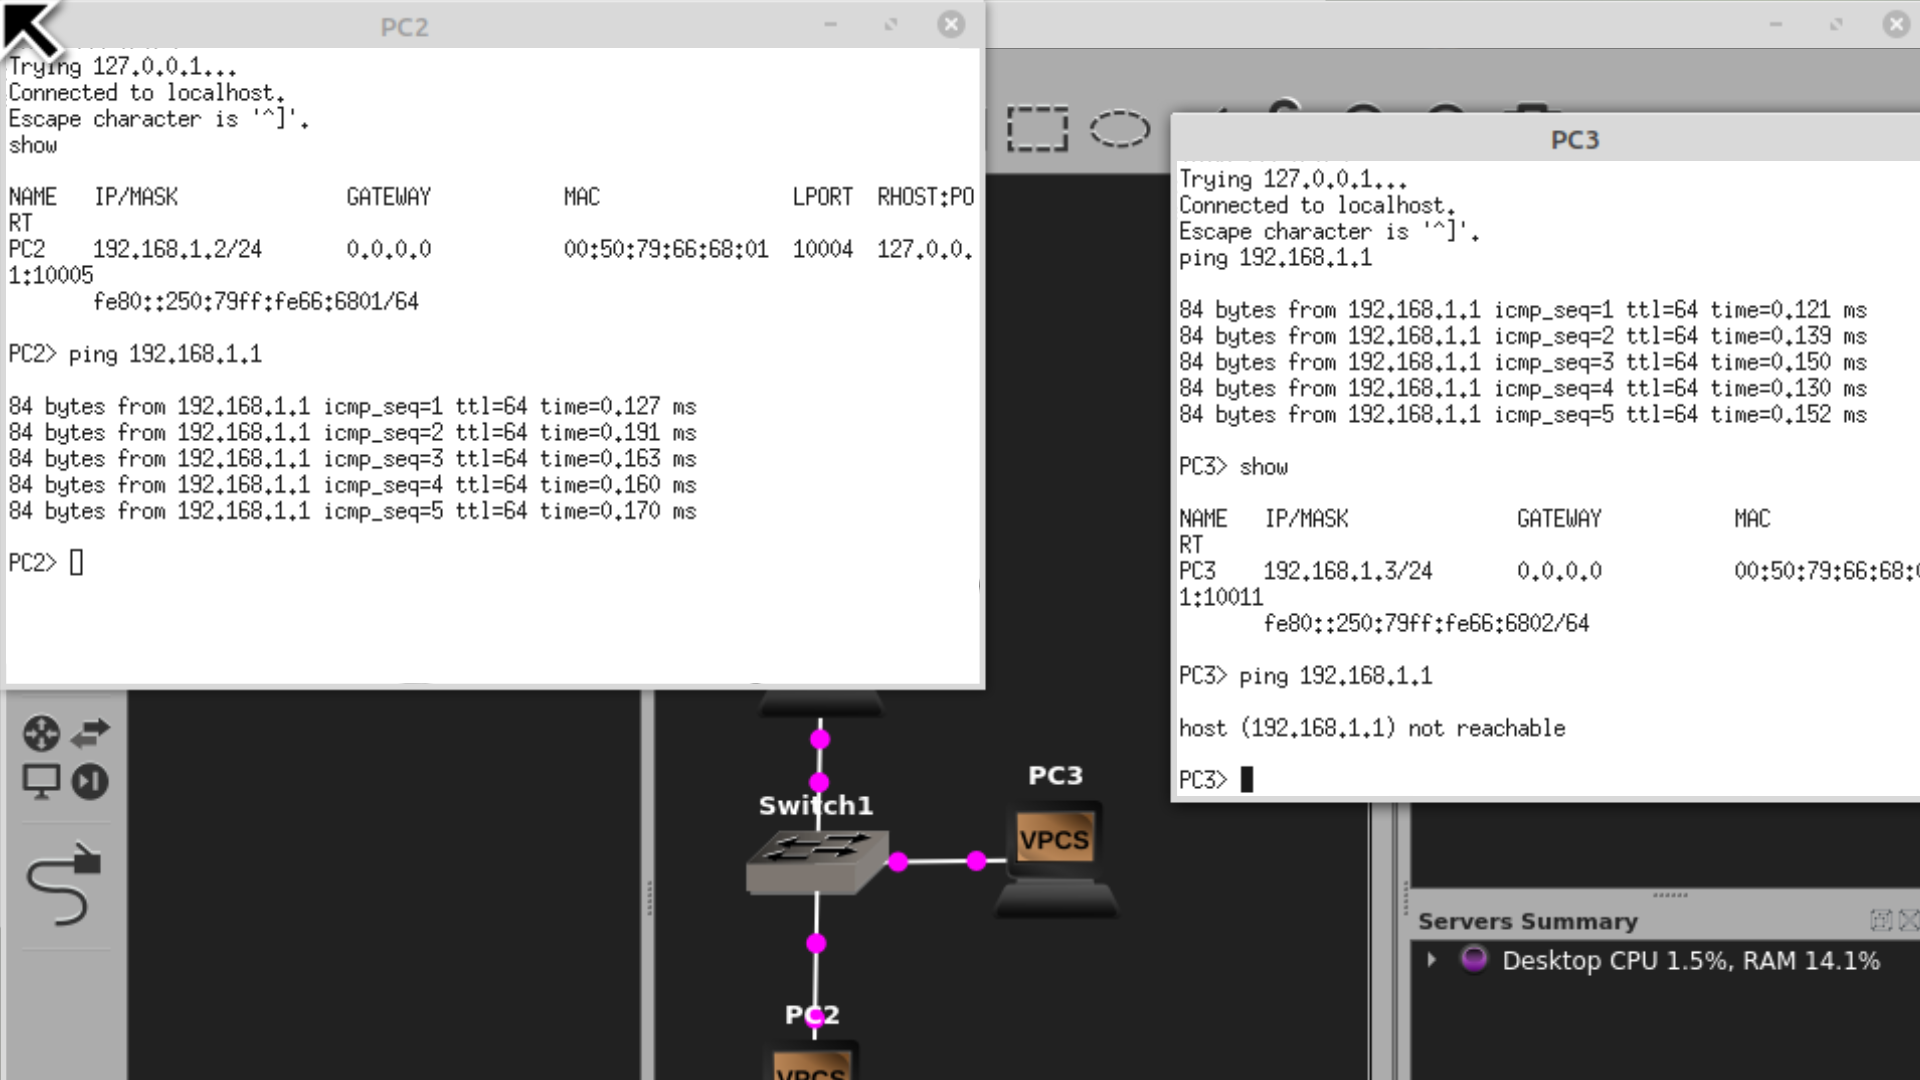 PC2
Trying 127.0.0.1...
Connected to localhost.
Escape character is '^]'.
show
NAME IP/MASK GATEWAY MAC LPORT RHOST:PO
RT
PC2 192.168.1.2/24 0.0.0.0 00:50:79:66:68:01 10004 127.0.0.
1:10005
fe80::250:79ff:fe66:6801/64
PC2> ping 192.168.1.1
84 bytes from 192.168.1.1 icmp_seq=1 ttl=64 time=0.127 ms
84 bytes from 192.168.1.1 icmp_seq=2 ttl=64 time=0.191 ms
84 bytes from 192.168.1.1 icmp_seq=3 ttl=64 time=0.163 ms
84 bytes from 192.168.1.1 icmp_seq=4 ttl=64 time=0.160 ms
84 bytes from 192.168.1.1 icmp_seq=5 ttl=64 time=0.170 ms
PC2>
PC3
Trying 127.0.0.1...
Connected to localhost.
Escape character is '^]'.
ping 192.168.1.1
84 bytes from 192.168.1.1 icmp_seq=1 ttl=64 time=0.121 ms
84 bytes from 192.168.1.1 icmp_seq=2 ttl=64 time=0.139 ms
84 bytes from 192.168.1.1 icmp_seq=3 ttl=64 time=0.150 ms
84 bytes from 192.168.1.1 icmp_seq=4 ttl=64 time=0.130 ms
84 bytes from 192.168.1.1 icmp_seq=5 ttl=64 time=0.152 ms
PC3> show
NAME IP/MASK GATEWAY MAC
RT
PC3 192.168.1.3/24 0.0.0.0 00:50:79:66:68:
1:10011
fe80::250:79ff:fe66:6802/64
PC3> ping 192.168.1.1
host (192.168.1.1) not reachable
PC3>
Switch1
PC3
VPCS
PC2
VPCS
Servers Summary
Desktop CPU 1.5%, RAM 14.1%